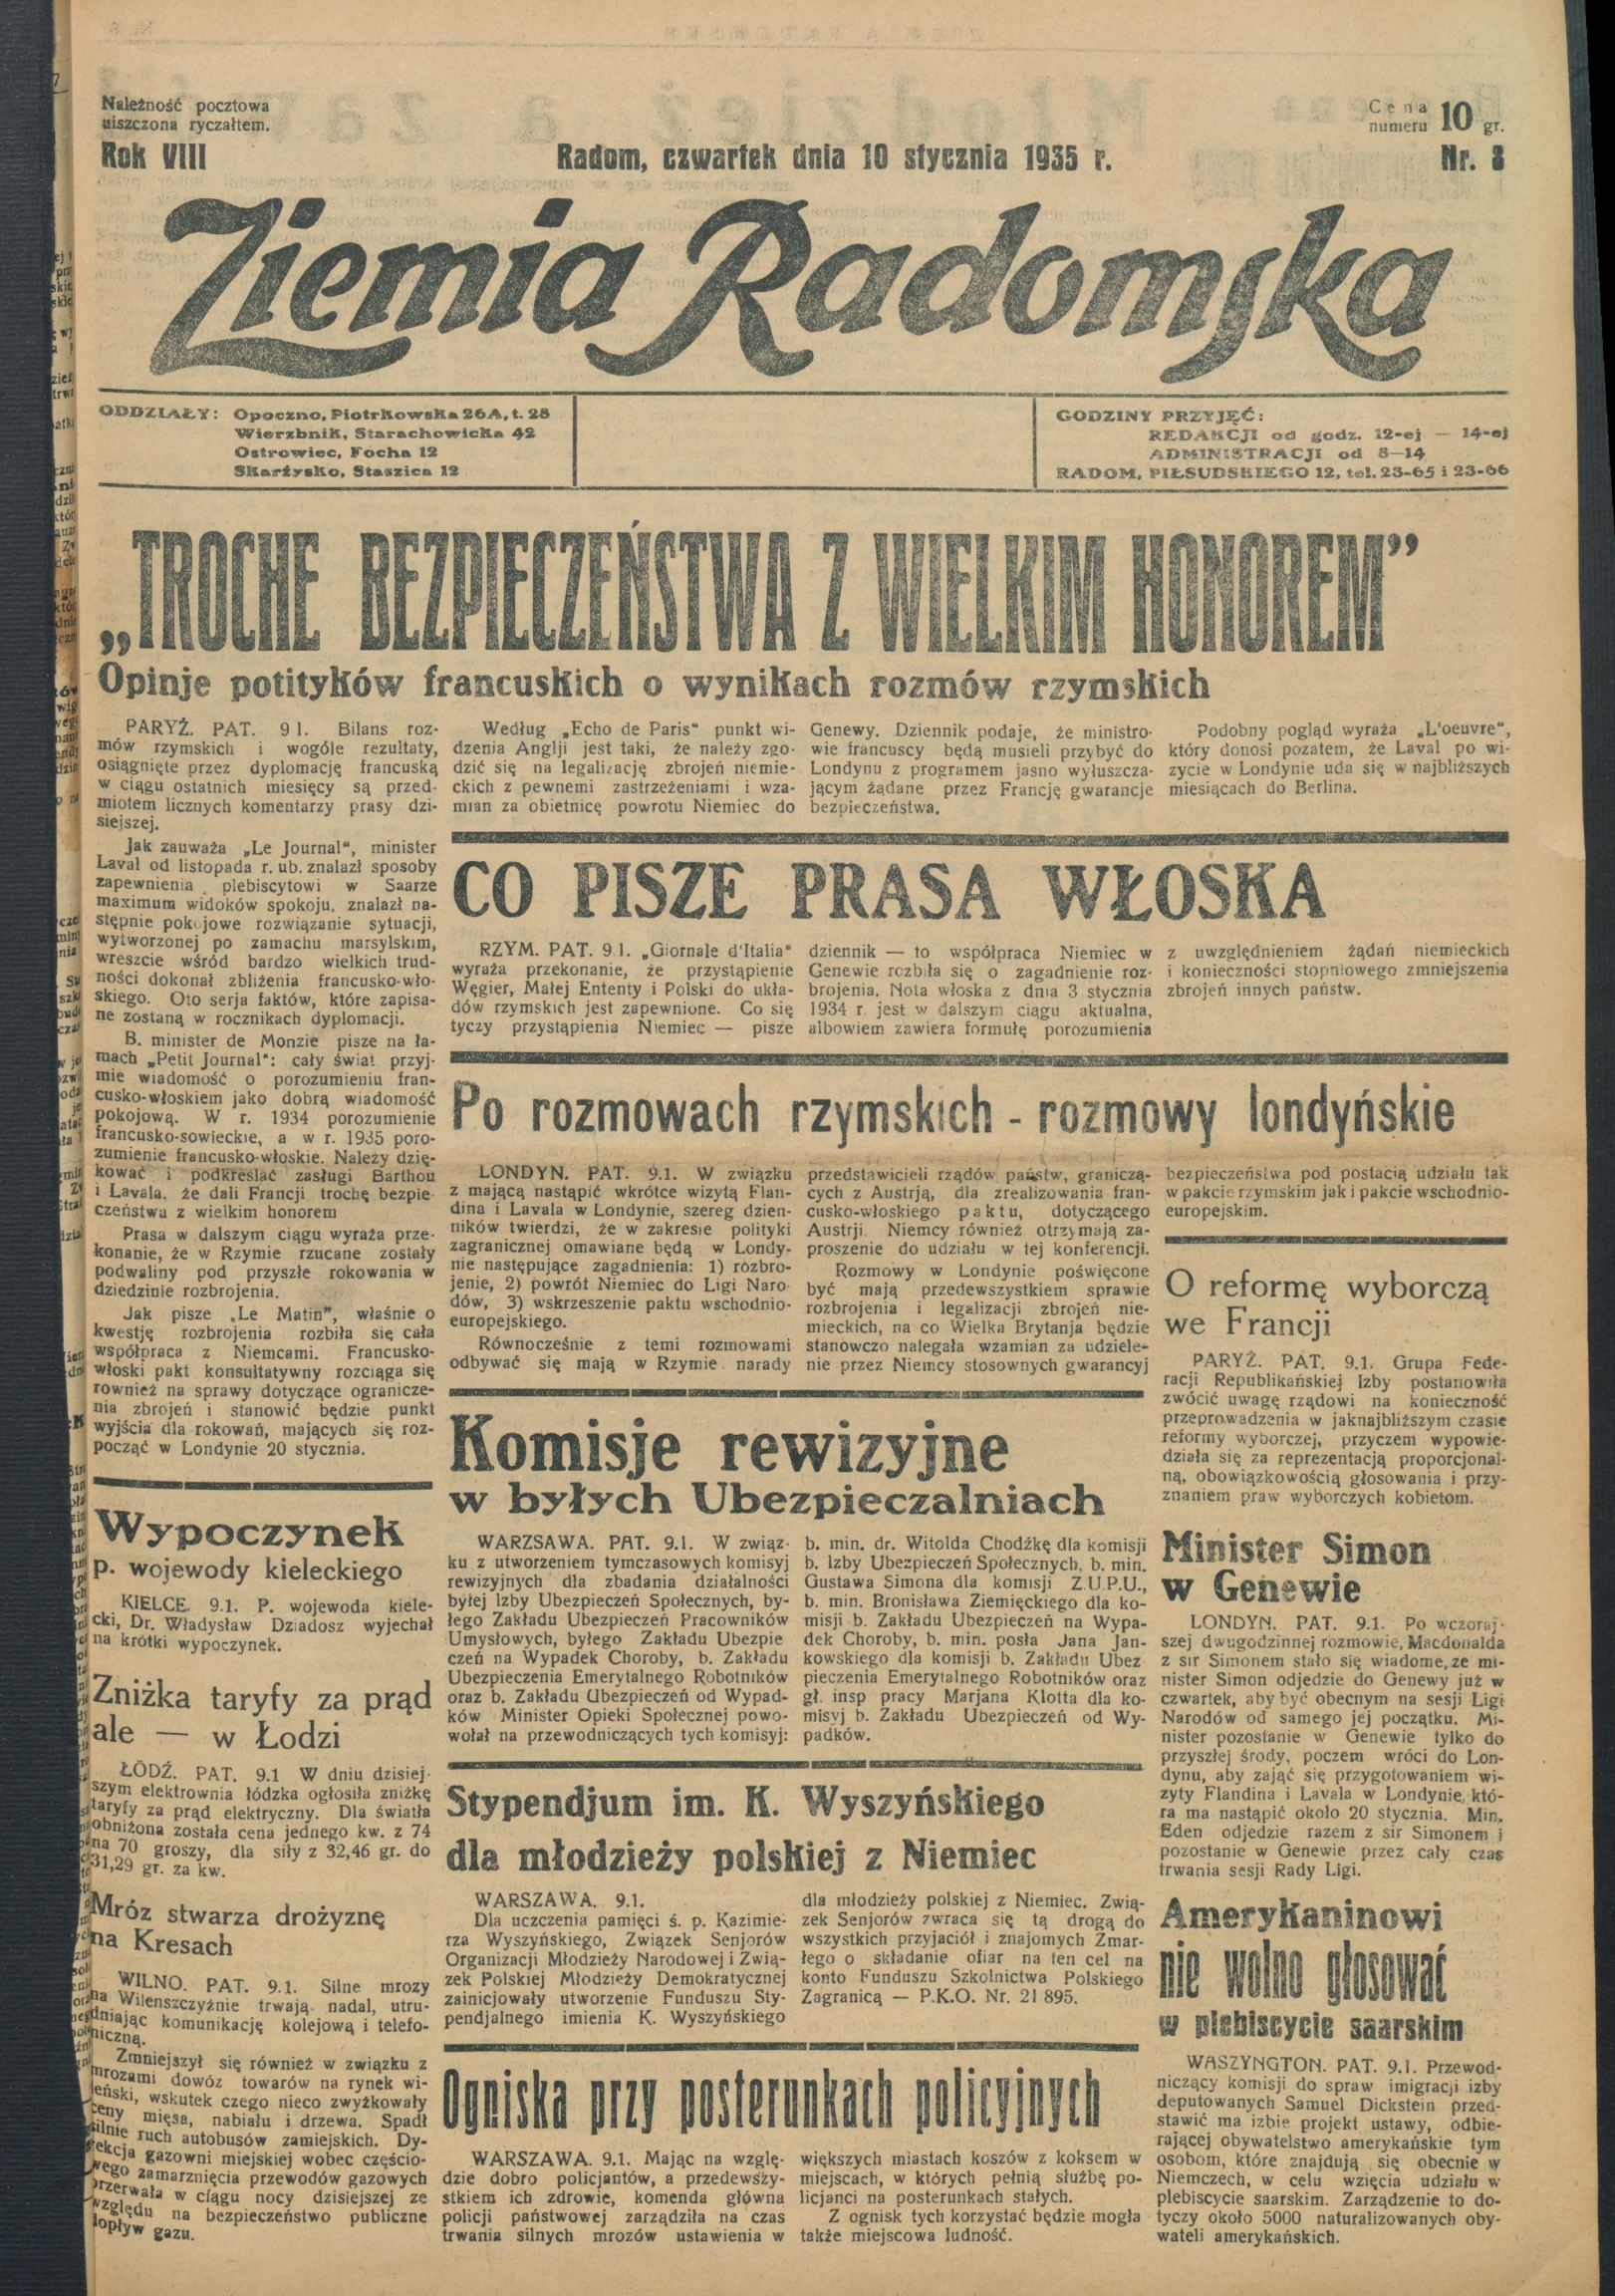 Należność pocztowa
uiszczona ryczałtem.
Cena
numeru 10 gr.
Rok VIII
Radom, czwartek dnia 10 stycznia 1935 r.
Nr. 8
Ziemia Radomska
ODDZIAŁY: Opoczno, Piotrkowska 26A, t. 28
Wierzbnik, Starachowicka 42
Ostrowiec, Focha 12
Skarżysko, Staszica 12
GODZINY PRZYJĘĆ:
REDAKCJI od godz. 12-ej — 14-ej
ADMINISTRACJI od 8—14
RADOM, PIŁSUDSKIEGO 12, tel. 23-65 i 23-66
„TROCHE BEZPIECZEŃSTWA Z WIELKIM HONOREM”
Opinje potityków francuskich o wynikach rozmów rzymskich
PARYŻ. PAT. 9 1. Bilans roz-
mów rzymskich i wogóle rezultaty,
osiągnięte przez dyplomację francuską
w ciągu ostatnich miesięcy są przed-
miotem licznych komentarzy prasy dzi-
siejszej.
Jak zauważa „Le Journal“, minister
Laval od listopada r. ub. znalazł sposoby
zapewnienia plebiscytowi w Saarze
maximum widoków spokoju, znalazł na-
stępnie pokojowe rozwiązanie sytuacji,
wytworzonej po zamachu marsylskim,
wreszcie wśród bardzo wielkich trud-
ności dokonał zbliżenia francusko-wło-
skiego. Oto serja faktów, które zapisa-
ne zostaną w rocznikach dyplomacji.
B. minister de Monzie pisze na ła-
mach „Petit Journal“: cały świat przyj-
mie wiadomość o porozumieniu fran-
cusko-włoskiem jako dobrą wiadomość
pokojową. W r. 1934 porozumienie
francusko-sowieckie, a w r. 1935 poro-
zumienie francusko-włoskie. Należy dzię-
kować i podkreślać zasługi Barthou
i Lavala, że dali Francji trochę bezpie-
czeństwa z wielkim honorem
Prasa w dalszym ciągu wyraża prze-
konanie, że w Rzymie rzucane zostały
podwaliny pod przyszłe rokowania w
dziedzinie rozbrojenia.
Jak pisze „Le Matin”, właśnie o
kwestję rozbrojenia rozbiła się cała
współpraca z Niemcami. Francusko-
włoski pakt konsultatywny rozciąga się
rownież na sprawy dotyczące ogranicze-
nia zbrojeń i stanowić będzie punkt
wyjścia dla rokowań, mających się roz-
począć w Londynie 20 stycznia.
Według „Echo de Paris“ punkt wi-
dzenia Anglji jest taki, że należy zgo-
dzić się na legalizację zbrojeń niemie-
ckich z pewnemi zastrzeżeniami i wza-
mian za obietnicę powrotu Niemiec do
Genewy. Dziennik podaje, że ministro-
wie francuscy będą musieli przybyć do
Londynu z programem jasno wyłuszcza-
jącym żądane przez Francję gwarancje
bezpieczeństwa.
Podobny pogląd wyraża „L'oeuvre“,
który donosi pozatem, że Laval po wi-
zycie w Londynie uda się w najbliższych
miesiącach do Berlina.
CO PISZE PRASA WŁOSKA
RZYM. PAT. 9 1. „Giornale d'Italia“
wyraża przekonanie, że przystąpienie
Węgier, Małej Ententy i Polski do ukła-
dów rzymskich jest zapewnione. Co się
tyczy przystąpienia Niemiec — pisze
dziennik — to współpraca Niemiec w
Genewie rozbiła się o zagadnienie roz-
brojenia. Nota włoska z dnia 3 stycznia
1934 r. jest w dalszym ciągu aktualna,
albowiem zawiera formułę porozumienia
z uwzględnieniem żądań niemieckich
i konieczności stopniowego zmniejszenia
zbrojeń innych państw.
Po rozmowach rzymskich - rozmowy londyńskie
LONDYN. PAT. 9.1. W związku
z mającą nastąpić wkrótce wizytą Flan-
dina i Lavala w Londynie, szereg dzien-
ników twierdzi, że w zakresie polityki
zagranicznej omawiane będą w Londy-
nie następujące zagadnienia: 1) rozbro-
jenie, 2) powrót Niemiec do Ligi Naro-
dów, 3) wskrzeszenie paktu wschodnio-
europejskiego.
Równocześnie z temi rozmowami
odbywać się mają w Rzymie narady
przedstawicieli rządów państw, graniczą-
cych z Austrją, dla zrealizowania fran-
cusko-włoskiego paktu, dotyczącego
Austrji. Niemcy również otrzymają za-
proszenie do udziału w tej konferencji.
Rozmowy w Londynie poświęcone
być mają przedewszystkiem sprawie
rozbrojenia i legalizacji zbrojeń nie-
mieckich, na co Wielka Brytanja będzie
stanowczo nalegała wzamian za udziele-
nie przez Niemcy stosownych gwarancyj
bezpieczeństwa pod postacią udziału tak
w pakcie rzymskim jak i pakcie wschodnio-
europejskim.
O reformę wyborczą
we Francji
PARYŻ. PAT. 9.1. Grupa Fede-
racji Republikańskiej Izby postanowiła
zwócić uwagę rządowi na konieczność
przeprowadzenia w jaknajbliższym czasie
reformy wyborczej, przyczem wypowie-
działa się za reprezentacją proporcjonal-
ną, obowiązkowością głosowania i przy-
znaniem praw wyborczych kobietom.
Komisje rewizyjne
w byłych Ubezpieczalniach
WARZSAWA. PAT. 9.1. W związ-
ku z utworzeniem tymczasowych komisyj
rewizyjnych dla zbadania działalności
byłej Izby Ubezpieczeń Społecznych, by-
łego Zakładu Ubezpieczeń Pracowników
Umysłowych, byłego Zakładu Ubezpie
czeń na Wypadek Choroby, b. Zakładu
Ubezpieczenia Emerytalnego Robotników
oraz b. Zakładu Ubezpieczeń od Wypad-
ków Minister Opieki Społecznej powo-
wołał na przewodniczących tych komisyj:
b. min. dr. Witolda Chodźkę dla komisji
b. Izby Ubezpieczeń Społecznych, b. min.
Gustawa Simona dla komisji Z.U.P.U.,
b. min. Bronisława Ziemięckiego dla ko-
misji b. Zakładu Ubezpieczeń na Wypa-
dek Choroby, b. min. posła Jana Jan-
kowskiego dla komisji b. Zakładu Ubez-
pieczenia Emerytalnego Robotników oraz
gł. insp pracy Marjana Klotta dla ko-
misyj b. Zakładu Ubezpieczeń od Wy-
padków.
Wypoczynek
p. wojewody kieleckiego
KIELCE. 9.1. P. wojewoda kiele-
cki, Dr. Władysław Dziadosz wyjechał
na krótki wypoczynek.
Zniżka taryfy za prąd
ale — w Łodzi
ŁÓDŹ. PAT. 9.1 W dniu dzisiej-
szym elektrownia łódzka ogłosiła zniżkę
taryfy za prąd elektryczny. Dla światła
obniżona została cena jednego kw. z 74
na 70 groszy, dla siły z 32,46 gr. do
31,29 gr. za kw.
Mróz stwarza drożyznę
na Kresach
WILNO. PAT. 9.1. Silne mrozy
na Wilenszczyźnie trwają nadal, utru-
dniając komunikację kolejową i telefo-
niczną.
Zmniejszył się również w związku z
mrozami dowóz towarów na rynek wi-
leński, wskutek czego nieco zwyżkowały
ceny mięsa, nabiału i drzewa. Spadł
silnie ruch autobusów zamiejskich. Dy-
rekcja gazowni miejskiej wobec częścio-
wego zamarznięcia przewodów gazowych
przerwała w ciągu nocy dzisiejszej ze
względu na bezpieczeństwo publiczne
dopływ gazu.
Stypendjum im. K. Wyszyńskiego
dla młodzieży polskiej z Niemiec
WARSZAWA. 9.1.
Dla uczczenia pamięci ś. p. Kazimie-
rza Wyszyńskiego, Związek Senjorów
Organizacji Młodzieży Narodowej i Zwią-
zek Polskiej Młodzieży Demokratycznej
zainicjowały utworzenie Funduszu Sty-
pendjalnego imienia K. Wyszyńskiego
dla młodzieży polskiej z Niemiec. Zwią-
zek Senjorów zwraca się tą drogą do
wszystkich przyjaciół i znajomych Zmar-
łego o składanie ofiar na ten cel na
konto Funduszu Szkolnictwa Polskiego
Zagranicą — P.K.O. Nr. 21 895.
Ogniska przy posterunkach policyjnych
WARSZAWA. 9.1. Mając na wzglę-
dzie dobro policjantów, a przedewszy-
stkiem ich zdrowie, komenda główna
policji państwowej zarządziła na czas
trwania silnych mrozów ustawienia w
większych miastach koszów z koksem w
miejscach, w których pełnią służbę po-
licjanci na posterunkach stałych.
Z ognisk tych korzystać będzie mogła
także miejscowa ludność.
Minister Simon
w Genewie
LONDYN. PAT. 9.1. Po wczoraj-
szej dwugodzinnej rozmowie, Macdonalda
z sir Simonem stało się wiadome, ze mi-
nister Simon odjedzie do Genewy już w
czwartek, aby być obecnym na sesji Ligi
Narodów od samego jej początku. Mi-
nister pozostanie w Genewie tylko do
przyszłej środy, poczem wróci do Lon-
dynu, aby zająć się przygotowaniem wi-
zyty Flandina i Lavala w Londynie, któ-
ra ma nastąpić około 20 stycznia. Min.
Eden odjedzie razem z sir Simonem i
pozostanie w Genewie przez cały czas
trwania sesji Rady Ligi.
Amerykaninowi
nie wolno głosować
w plebiscycie saarskim
WASZYNGTON. PAT. 9.1. Przewod-
niczący komisji do spraw imigracji izby
deputowanych Samuel Dickstein przed-
stawić ma izbie projekt ustawy, odbie-
rającej obywatelstwo amerykańskie tym
osobom, które znajdują się obecnie w
Niemczech, w celu wzięcia udziału w
plebiscycie saarskim. Zarządzenie to do-
tyczy około 5000 naturalizowanych oby-
wateli amerykańskich.